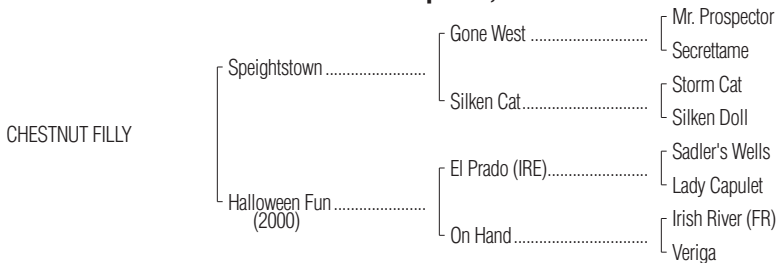 Mr. Prospector
Gone West ..............................
Secrettame
Speightstown .........................
Storm Cat
Silken Cat..............................
Silken Doll
CHESTNUT FILLY
Sadler's Wells
El Prado (IRE).........................
Lady Capulet
Halloween Fun.......................
(2000)
Irish River (FR)
On Hand.................................
Veriga